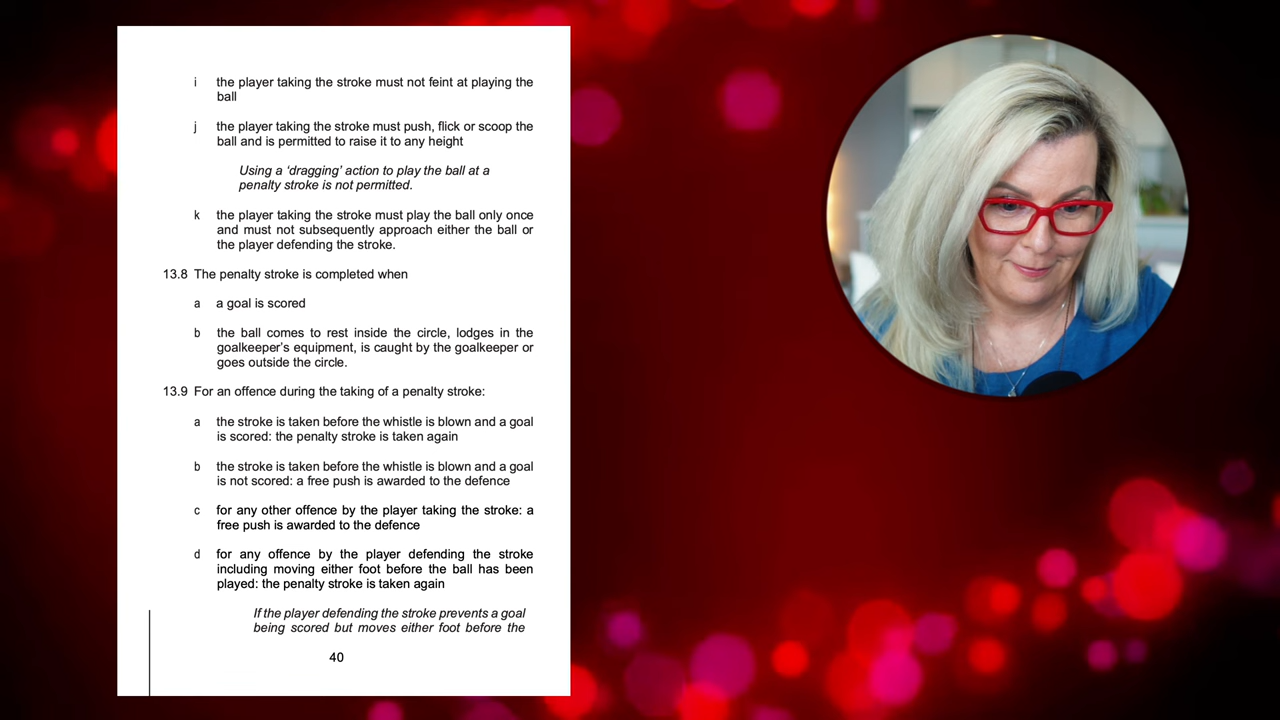 i the player taking the stroke must not feint at playing the
ball
j the player taking the stroke must push, flick or scoop the
ball and is permitted to raise it to any height
Using a ‘dragging’ action to play the ball at a
penalty stroke is not permitted.
k the player taking the stroke must play the ball only once
and must not subsequently approach either the ball or
the player defending the stroke.
13.8 The penalty stroke is completed when
a a goal is scored
b the ball comes to rest inside the circle, lodges in the
goalkeeper’s equipment, is caught by the goalkeeper or
goes outside the circle.
13.9 For an offence during the taking of a penalty stroke:
a the stroke is taken before the whistle is blown and a goal
is scored: the penalty stroke is taken again
b the stroke is taken before the whistle is blown and a goal
is not scored: a free push is awarded to the defence
c for any other offence by the player taking the stroke: a
free push is awarded to the defence
d for any offence by the player defending the stroke
including moving either foot before the ball has been
played: the penalty stroke is taken again
If the player defending the stroke prevents a goal
being scored but moves either foot before the
40